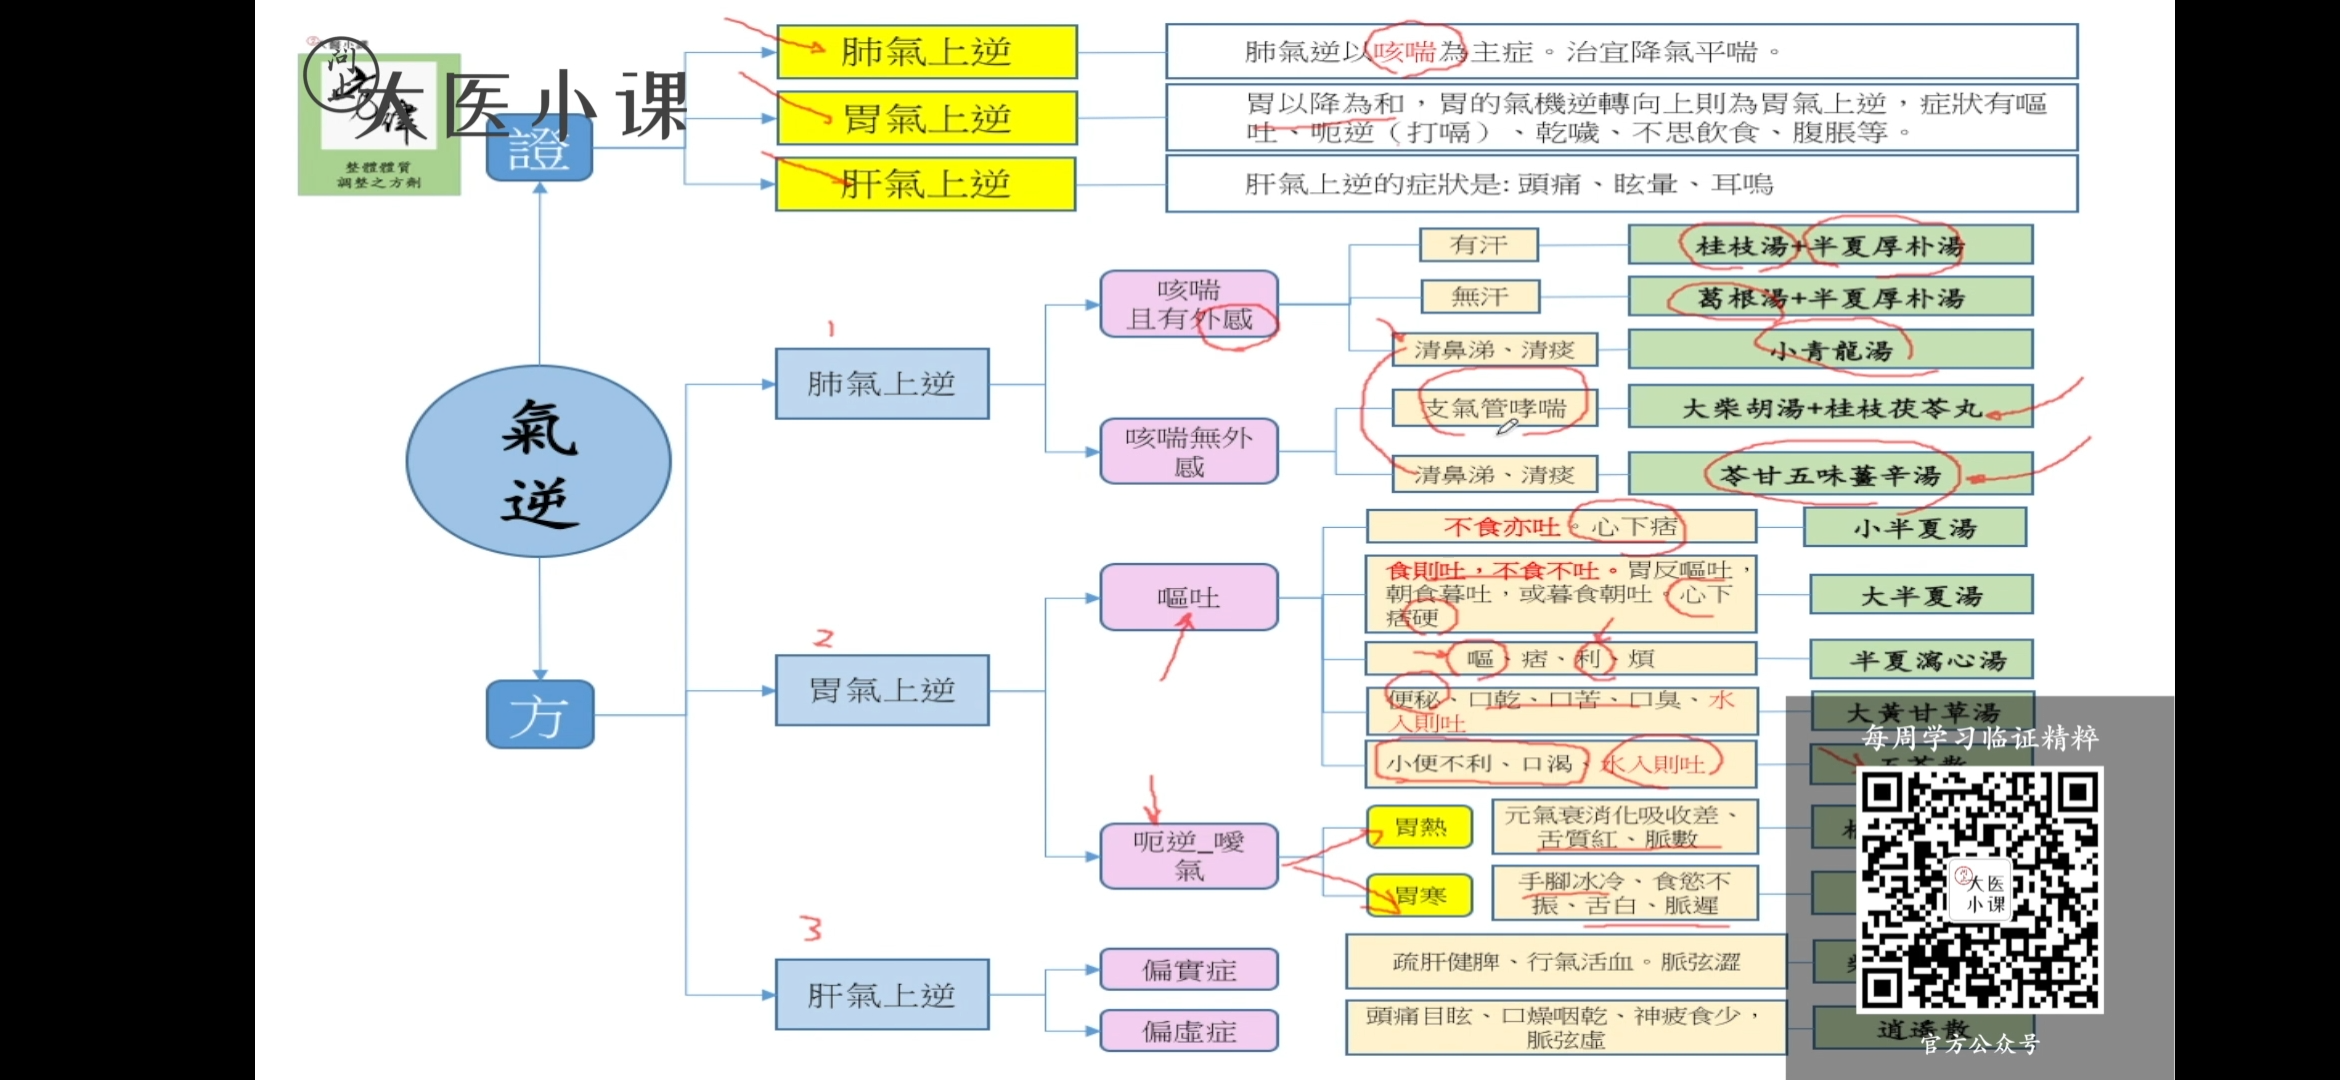 大医小课
整體體質
調整之方劑
證
肺氣上逆
肺氣逆以咳喘為主症。治宜降氣平喘。
胃氣上逆
胃以降為和，胃的氣機逆轉向上則為胃氣上逆，症狀有嘔
吐、呃逆（打嗝）、乾噦、不思飲食、腹脹等。
肝氣上逆
肝氣上逆的症狀是:頭痛、眩暈、耳鳴
氣
逆
方
1
肺氣上逆
咳喘
且有外感
有汗
桂枝湯+半夏厚朴湯
無汗
葛根湯+半夏厚朴湯
清鼻涕、清痰
小青龍湯
咳喘無外
感
支氣管哮喘
大柴胡湯+桂枝茯苓丸
清鼻涕、清痰
苓甘五味薑辛湯
2
胃氣上逆
嘔吐
不食亦吐。心下痞
小半夏湯
食則吐，不食不吐。胃反嘔吐，
朝食暮吐，或暮食朝吐。心下
痞硬
大半夏湯
嘔、痞、利、煩
半夏瀉心湯
便秘、口乾、口苦、口臭、水
入則吐
大黃甘草湯
小便不利、口渴、水入則吐
五苓散
呃逆_噯
氣
胃熱
元氣衰消化吸收差、
舌質紅、脈數
胃寒
手腳冰冷、食慾不
振、舌白、脈遲
3
肝氣上逆
偏實症
疏肝健脾、行氣活血。脈弦澀
偏虛症
頭痛目眩、口燥咽乾、神疲食少，
脈弦虛
逍遙散
每周学习临证精粹
大医
小课
官方公众号